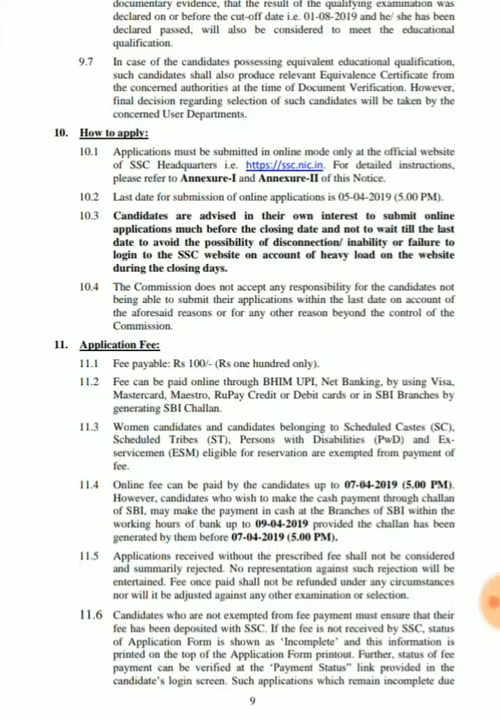 documentary evidence, that the result of the qualifying examination was
declared on or before the cut-off date i.e. 01-08-2019 and he/ she has been
declared passed, will also be considered to meet the educational
qualification.
9.7 In case of the candidates possessing equivalent educational qualification,
such candidates shall also produce relevant Equivalence Certificate from
the concerned authorities at the time of Document Verification. However,
final decision regarding selection of such candidates will be taken by the
concerned User Departments.
10. How to apply:
10.1 Applications must be submitted in online mode only at the official website
of SSC Headquarters i.e. https://ssc.nic.in. For detailed instructions,
please refer to Annexure-I and Annexure-II of this Notice.
10.2 Last date for submission of online applications is 05-04-2019 (5.00 PM).
10.3 Candidates are advised in their own interest to submit online
applications much before the closing date and not to wait till the last
date to avoid the possibility of disconnection/ inability or failure to
login to the SSC website on account of heavy load on the website
during the closing days.
10.4 The Commission does not accept any responsibility for the candidates not
being able to submit their applications within the last date on account of
the aforesaid reasons or for any other reason beyond the control of the
Commission.
11. Application Fee:
11.1 Fee payable: Rs 100/- (Rs one hundred only).
11.2 Fee can be paid online through BHIM UPI, Net Banking, by using Visa,
Mastercard, Maestro, RuPay Credit or Debit cards or in SBI Branches by
generating SBI Challan.
11.3 Women candidates and candidates belonging to Scheduled Castes (SC),
Scheduled Tribes (ST), Persons with Disabilities (PwD) and Ex-
servicemen (ESM) eligible for reservation are exempted from payment of
fee.
11.4 Online fee can be paid by the candidates up to 07-04-2019 (5.00 PM).
However, candidates who wish to make the cash payment through challan
of SBI, may make the payment in cash at the Branches of SBI within the
working hours of bank up to 09-04-2019 provided the challan has been
generated by them before 07-04-2019 (5.00 PM).
11.5 Applications received without the prescribed fee shall not be considered
and summarily rejected. No representation against such rejection will be
entertained. Fee once paid shall not be refunded under any circumstances
nor will it be adjusted against any other examination or selection.
11.6 Candidates who are not exempted from fee payment must ensure that their
fee has been deposited with SSC. If the fee is not received by SSC, status
of Application Form is shown as ‘Incomplete’ and this information is
printed on the top of the Application Form printout. Further, status of fee
payment can be verified at the ‘Payment Status” link provided in the
candidate’s login screen. Such applications which remain incomplete due
9